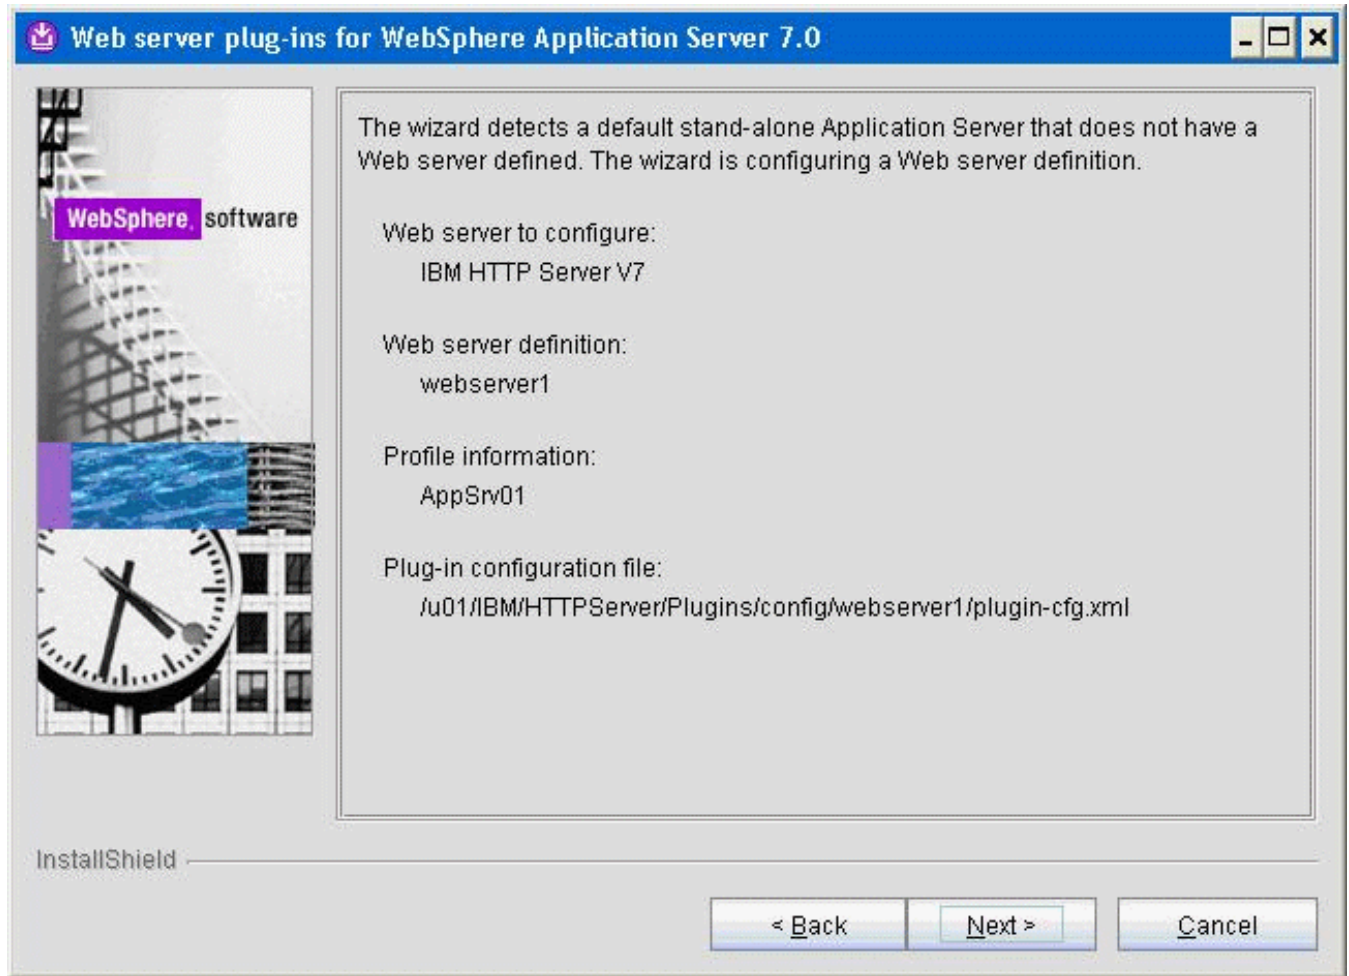 Web server plug-ins for WebSphere Application Server 7.0
The wizard detects a default stand-alone Application Server that does not have a
Web server defined. The wizard is configuring a Web server definition.
WebSphere. software
Web server to configure:
IBM HTTP Server V7
Web server definition:
webserver1
Profile information:
AppSrv01
Plug-in configuration file:
/u01/IBM/HTTPServer/Plugins/config/webserver1/plugin-cfg.xml
InstallShield
< Back
Next >
Cancel